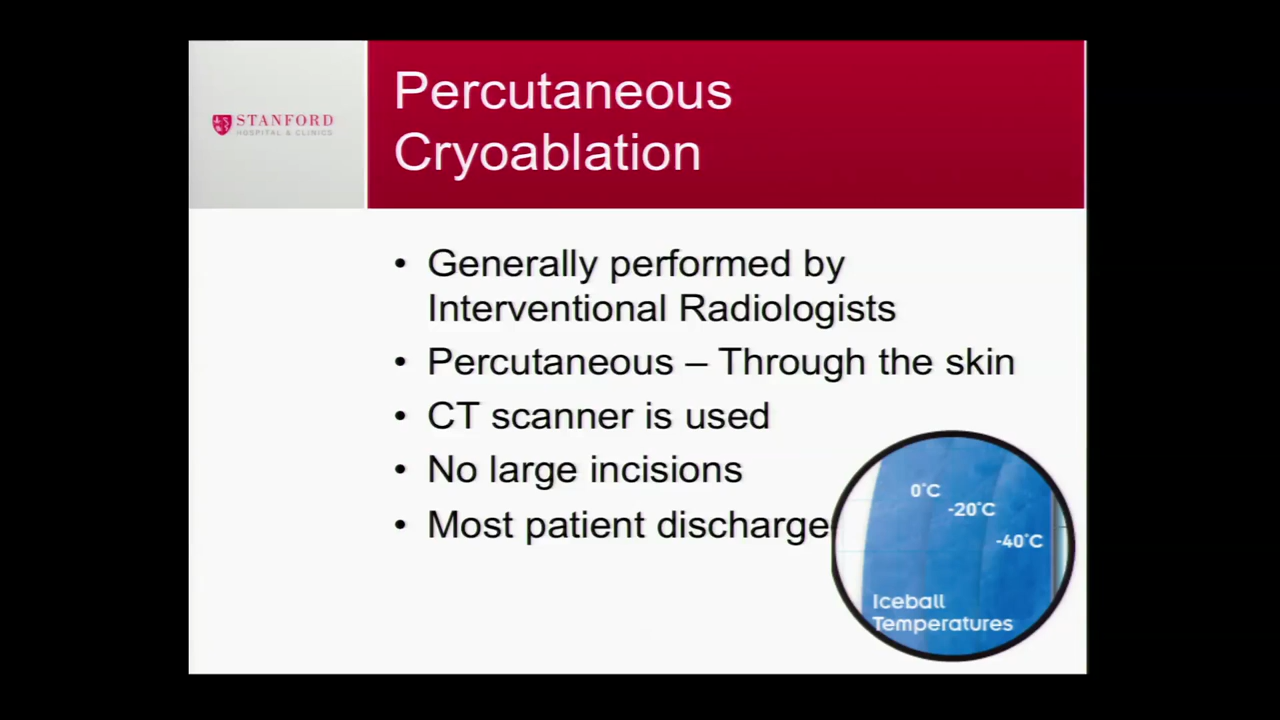 STANFORD
HOSPITAL & CLINICS
Percutaneous
Cryoablation
• Generally performed by
Interventional Radiologists
• Percutaneous – Through the skin
• CT scanner is used
• No large incisions
• Most patient discharge
0°C
-20°C
-40°C
Iceball
Temperatures